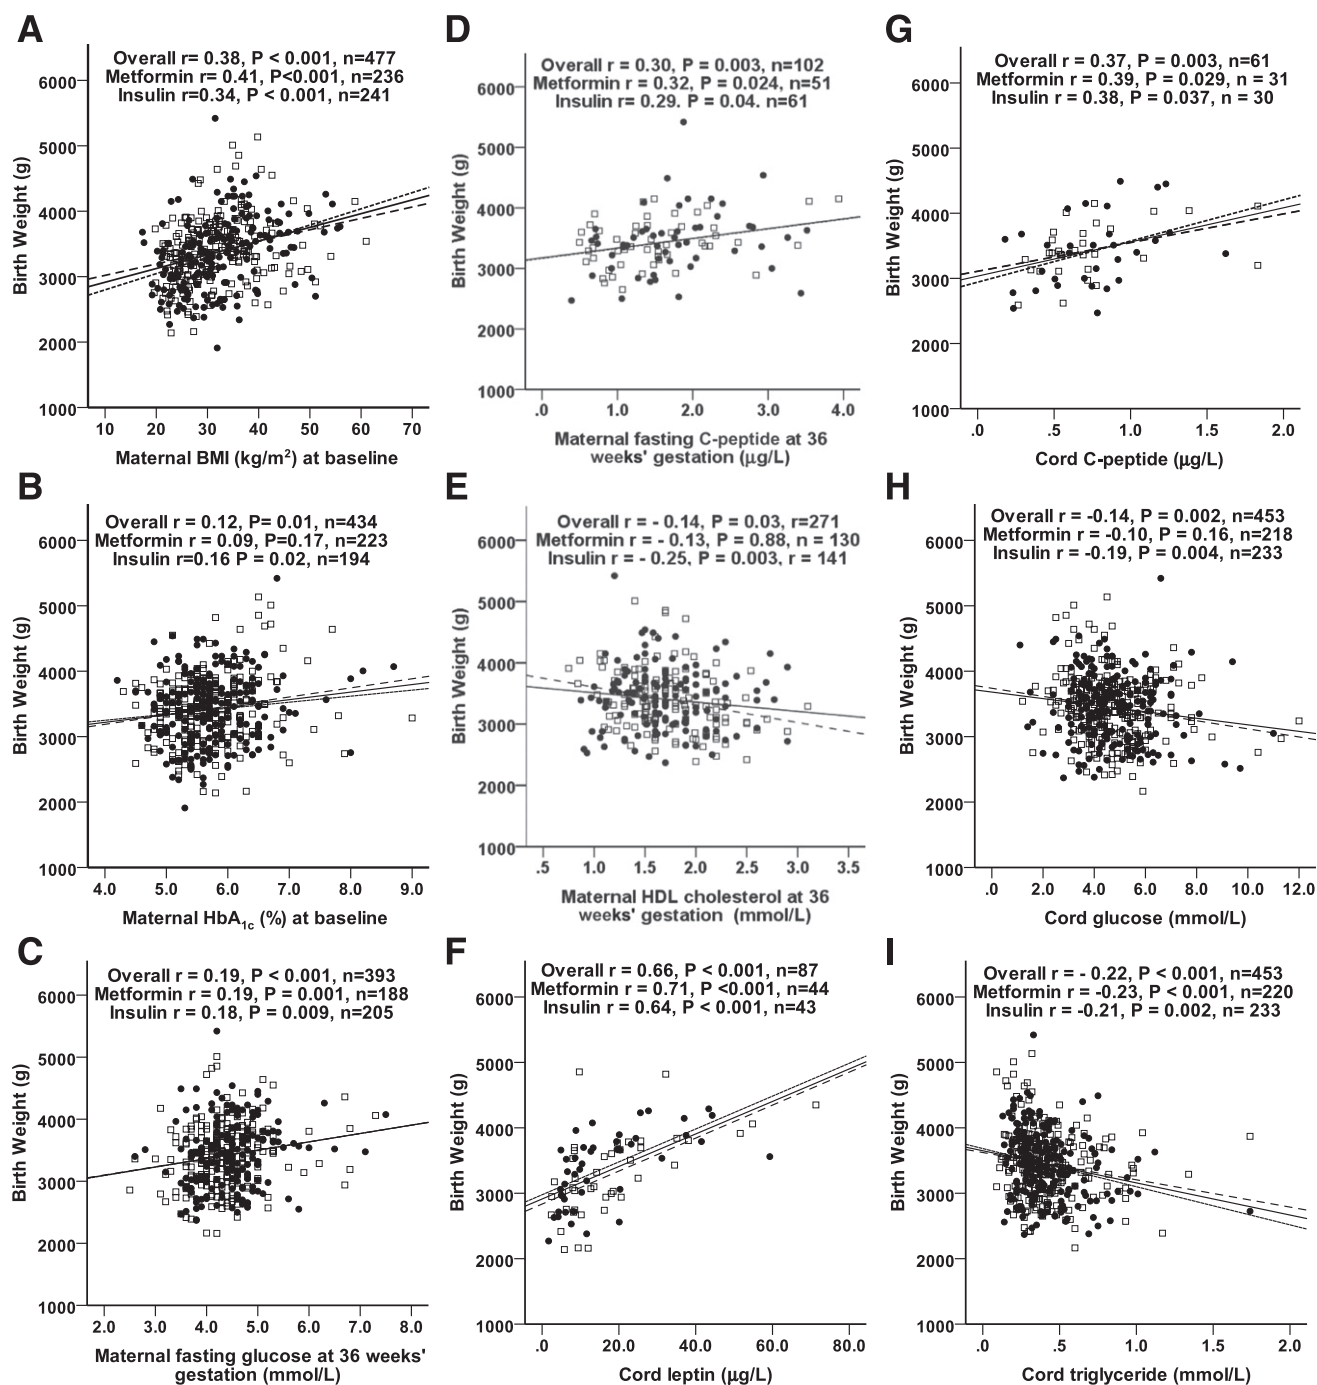 A
Overall r= 0.38, P < 0.001, n=477
Metformin r= 0.41, P<0.001, n=236
Insulin r=0.34, P < 0.001, n=241
6000
5000
4000
3000
2000
1000
Birth Weight (g)
10 20 30 40 50 60 70
Maternal BMI (kg/m²) at baseline
D
Overall r = 0.30, P = 0.003, n=102
Metformin r = 0.32, P = 0.024, n=51
Insulin r= 0.29. P = 0.04. n=61
6000
5000
4000
3000
2000
1000
Birth Weight (g)
.0 1.0 2.0 3.0 4.0
Maternal fasting C-peptide at 36
weeks' gestation (µg/L)
G
Overall r = 0.37, P = 0.003, n=61
Metformin r = 0.39, P = 0.029, n = 31
Insulin r = 0.38, P = 0.037, n = 30
6000
5000
4000
3000
2000
1000
Birth Weight (g)
.0 .5 1.0 1.5 2.0
Cord C-peptide (µg/L)
B
Overall r = 0.12, P= 0.01, n=434
Metformin r = 0.09, P=0.17, n=223
Insulin r=0.16 P = 0.02, n=194
6000
5000
4000
3000
2000
1000
Birth Weight (g)
4.0 5.0 6.0 7.0 8.0 9.0
Maternal HbA1c (%) at baseline
E
Overall r = - 0.14, P = 0.03, r=271
Metformin r = - 0.13, P = 0.88, n = 130
Insulin r = - 0.25, P = 0.003, r = 141
6000
5000
4000
3000
2000
1000
Birth Weight (g)
.5 1.0 1.5 2.0 2.5 3.0 3.5
Maternal HDL cholesterol at 36
weeks' gestation (mmol/L)
H
Overall r = -0.14, P = 0.002, n=453
Metformin r = -0.10, P = 0.16, n=218
Insulin r = -0.19, P = 0.004, n=233
6000
5000
4000
3000
2000
1000
Birth Weight (g)
.0 2.0 4.0 6.0 8.0 10.0 12.0
Cord glucose (mmol/L)
C
Overall r = 0.19, P < 0.001, n=393
Metformin r = 0.19, P = 0.001, n=188
Insulin r = 0.18, P = 0.009, n=205
6000
5000
4000
3000
2000
1000
Birth Weight (g)
2.0 3.0 4.0 5.0 6.0 7.0 8.0
Maternal fasting glucose at 36 weeks'
gestation (mmol/L)
F
Overall r = 0.66, P < 0.001, n=87
Metformin r = 0.71, P <0.001, n=44
Insulin r = 0.64, P < 0.001, n=43
6000
5000
4000
3000
2000
1000
Birth Weight (g)
.0 20.0 40.0 60.0 80.0
Cord leptin (µg/L)
I
Overall r = - 0.22, P < 0.001, n=453
Metformin r = -0.23, P < 0.001, n=220
Insulin r = -0.21, P = 0.002, n= 233
6000
5000
4000
3000
2000
1000
Birth Weight (g)
.0 .5 1.0 1.5 2.0
Cord triglyceride (mmol/L)